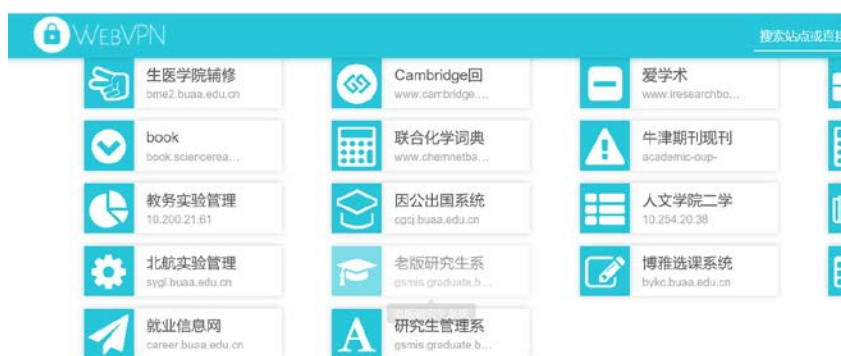 WEBVPN
搜索站点或直接
生医学院辅修
bme2.buaa.edu.cn
Cambridge回
www.cambridge....
爱学术
www.iresearchbo...
book
book.sciencerea...
联合化学词典
www.chemnetba...
牛津期刊现刊
academic-oup-
教务实验管理
10.200.21.61
因公出国系统
cgcj.buaa.edu.cn
人文学院二学
10.254.20.38
北航实验管理
sygl.buaa.edu.cn
老版研究生系
gsmis.graduate.b...
博雅选课系统
bykc.buaa.edu.cn
就业信息网
career.buaa.edu.cn
研究生管理系
gsmis.graduate.b...